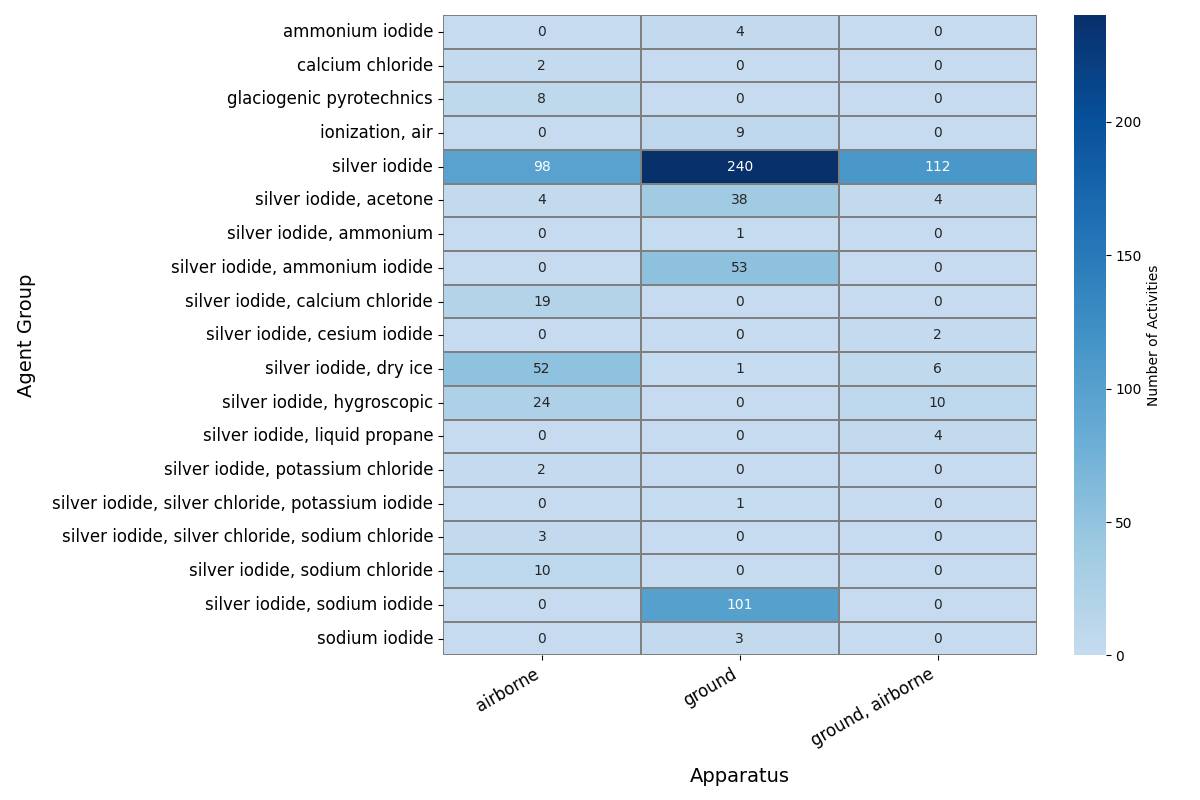 ammonium iodide 0 4 0
calcium chloride 2 0 0
glaciogenic pyrotechnics 8 0 0
ionization, air 0 9 0
silver iodide 98 240 112
silver iodide, acetone 4 38 4
silver iodide, ammonium 0 1 0
silver iodide, ammonium iodide 0 53 0
silver iodide, calcium chloride 19 0 0
silver iodide, cesium iodide 0 0 2
silver iodide, dry ice 52 1 6
silver iodide, hygroscopic 24 0 10
silver iodide, liquid propane 0 0 4
silver iodide, potassium chloride 2 0 0
silver iodide, silver chloride, potassium iodide 0 1 0
silver iodide, silver chloride, sodium chloride 3 0 0
silver iodide, sodium chloride 10 0 0
silver iodide, sodium iodide 0 101 0
sodium iodide 0 3 0
airborne ground ground, airborne
Apparatus
Agent Group
200
150
100
50
0
Number of Activities